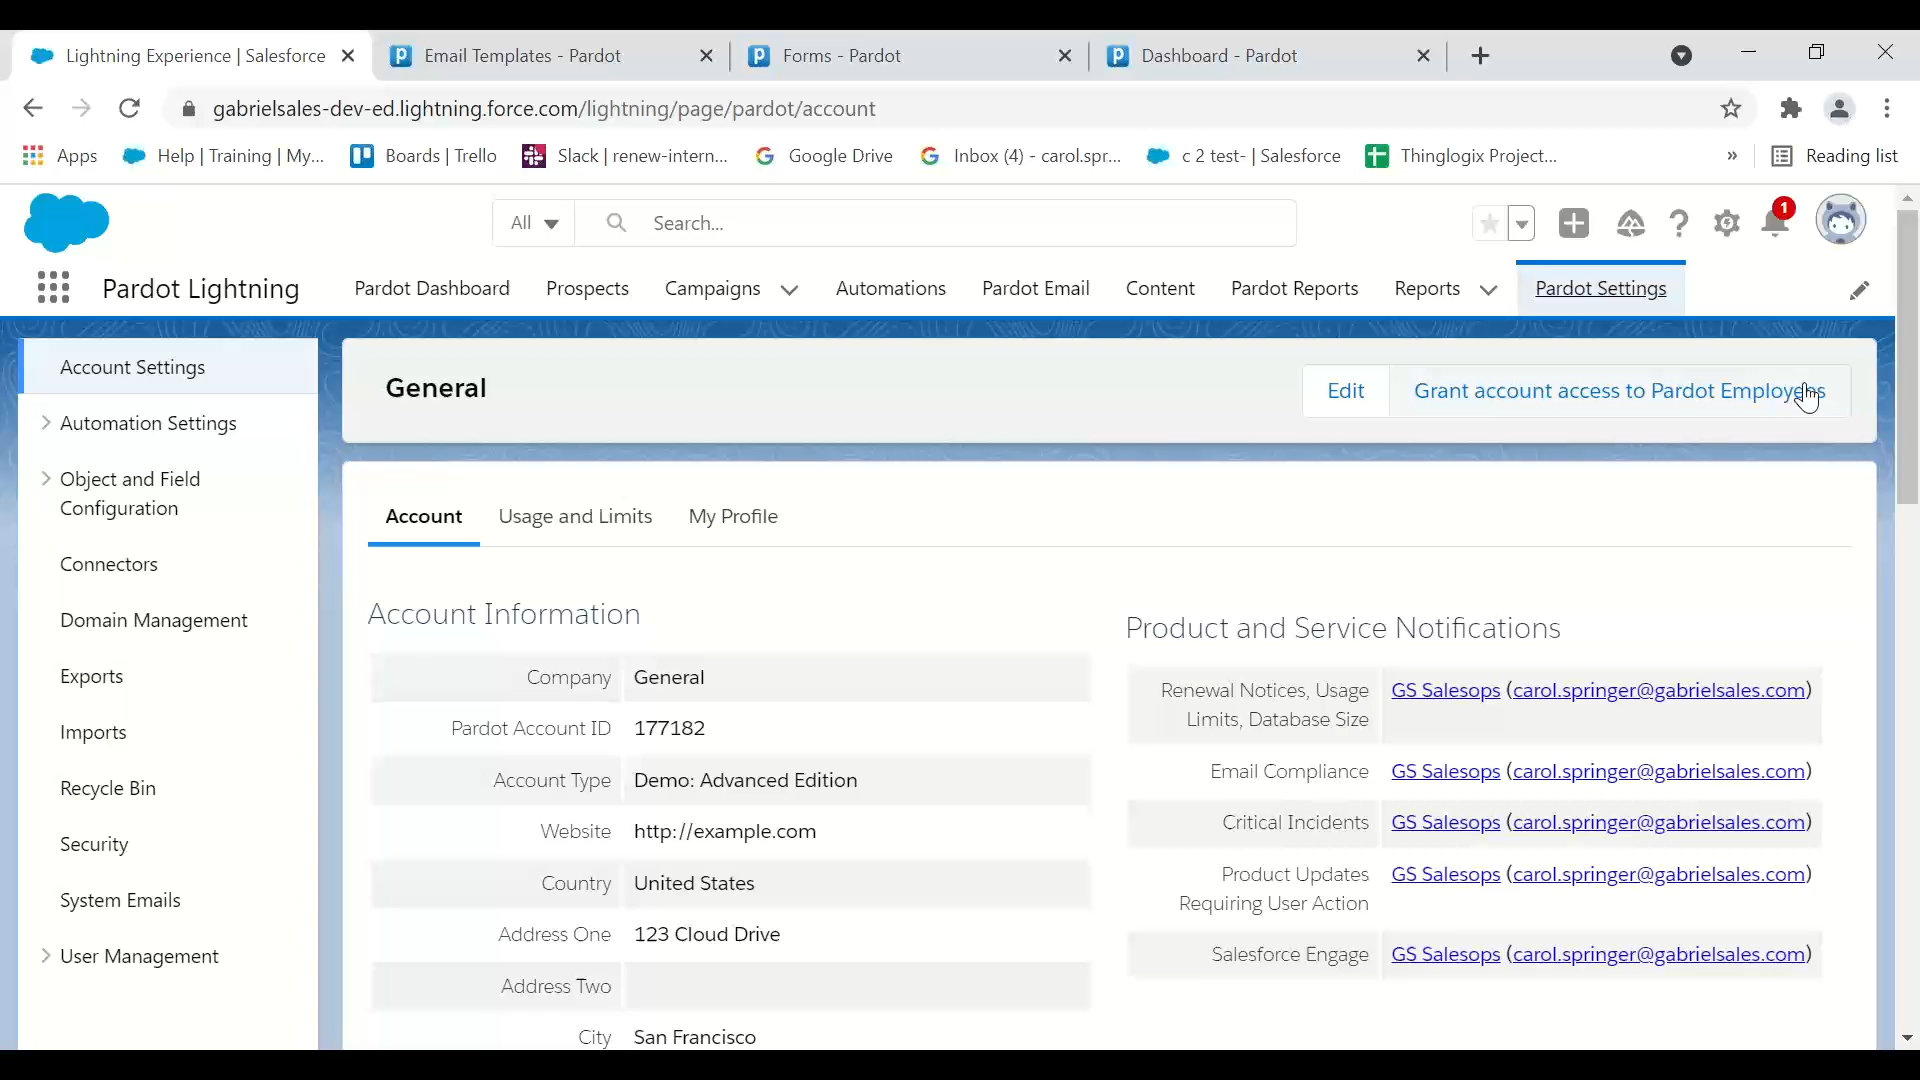 Lightning Experience | Salesforce
Email Templates - Pardot
Forms - Pardot
Dashboard - Pardot
gabrielsales-dev-ed.lightning.force.com/lightning/page/pardot/account
Apps
Help | Training | My...
Boards | Trello
Slack | renew-intern...
Google Drive
Inbox (4) - carol.spr...
c 2 test- | Salesforce
Thinglogix Project...
»
Reading list
All
Search...
1
Pardot Lightning
Pardot Dashboard
Prospects
Campaigns
Automations
Pardot Email
Content
Pardot Reports
Reports
Pardot Settings
Account Settings
Automation Settings
Object and Field
Configuration
Connectors
Domain Management
Exports
Imports
Recycle Bin
Security
System Emails
User Management
General
Edit
Grant account access to Pardot Employees
Account
Usage and Limits
My Profile
Account Information
Company General
Pardot Account ID 177182
Account Type Demo: Advanced Edition
Website http://example.com
Country United States
Address One 123 Cloud Drive
Address Two
City San Francisco
Product and Service Notifications
Renewal Notices, Usage GS Salesops (carol.springer@gabrielsales.com)
Limits, Database Size
Email Compliance GS Salesops (carol.springer@gabrielsales.com)
Critical Incidents GS Salesops (carol.springer@gabrielsales.com)
Product Updates GS Salesops (carol.springer@gabrielsales.com)
Requiring User Action
Salesforce Engage GS Salesops (carol.springer@gabrielsales.com)